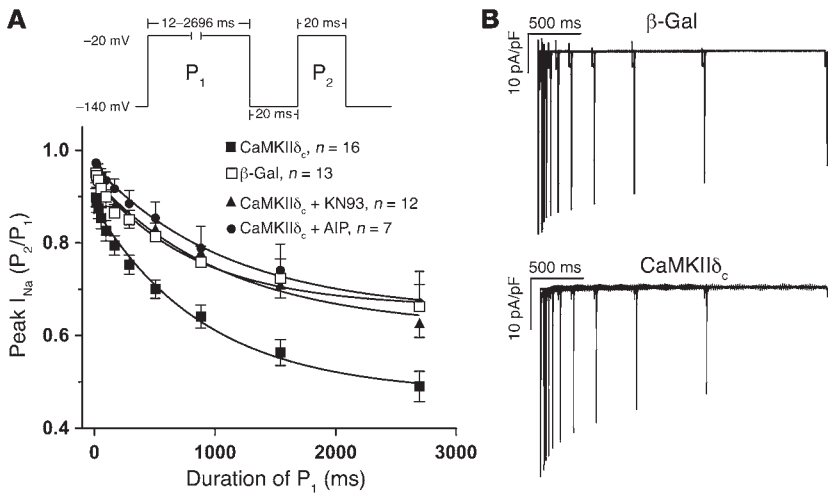 A
12–2696 ms
20 ms
−20 mV
P1
P2
−140 mV
20 ms
CaMKIIδc, n = 16
β-Gal, n = 13
CaMKIIδc + KN93, n = 12
CaMKIIδc + AIP, n = 7
1.0
0.8
0.6
0.4
Peak INa (P2/P1)
0
1000
2000
3000
Duration of P1 (ms)
B
500 ms
β-Gal
10 pA/pF
500 ms
CaMKIIδc
10 pA/pF